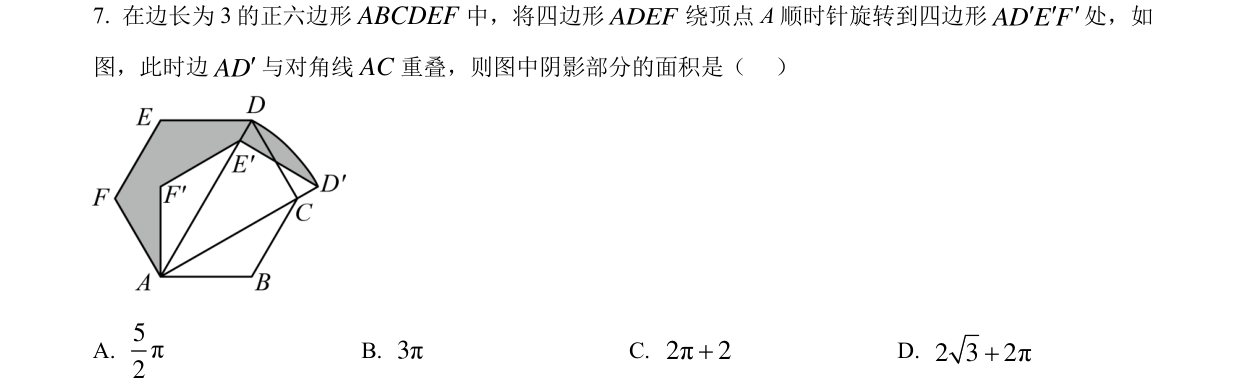 7. 在边长为 3 的正六边形 ABCDEF 中，将四边形 ADEF 绕顶点 A 顺时针旋转到四边形 AD′E′F′ 处，如
图，此时边 AD′ 与对角线 AC 重叠，则图中阴影部分的面积是（ ）
D
E
E′
D′
F
F′
C
A
B
A. 5/2 π B. 3π C. 2π+2 D. 2√3+2π